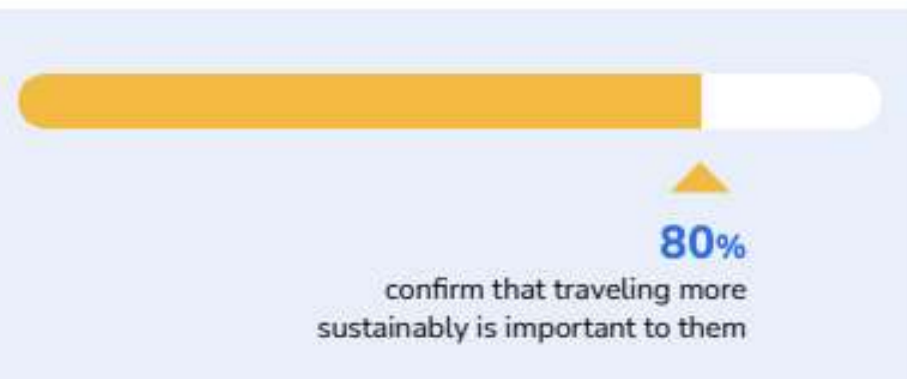 80%
confirm that traveling more
sustainably is important to them